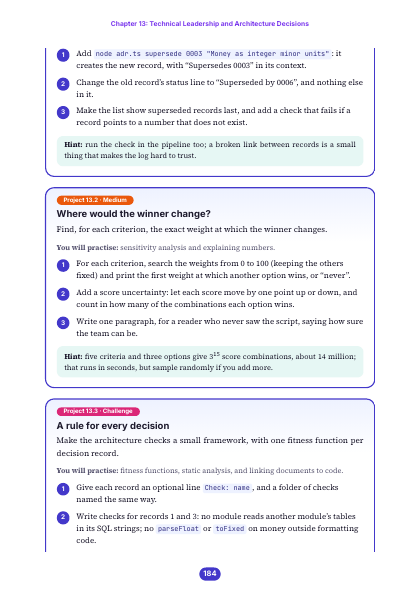 Chapter 13: Technical Leadership and Architecture Decisions
1 Add node adr.ts supersede 0003 "Money as integer minor units": it
creates the new record, with “Supersedes 0003” in its context.
2 Change the old record’s status line to “Superseded by 0006”, and nothing else
in it.
3 Make the list show superseded records last, and add a check that fails if a
record points to a number that does not exist.
Hint: run the check in the pipeline too; a broken link between records is a small
thing that makes the log hard to trust.
Project 13.2 · Medium
Where would the winner change?
Find, for each criterion, the exact weight at which the winner changes.
You will practise: sensitivity analysis and explaining numbers.
1 For each criterion, search the weights from 0 to 100 (keeping the others
fixed) and print the first weight at which another option wins, or “never”.
2 Add a score uncertainty: let each score move by one point up or down, and
count in how many of the combinations each option wins.
3 Write one paragraph, for a reader who never saw the script, saying how sure
the team can be.
Hint: five criteria and three options give 3¹⁵ score combinations, about 14 million;
that runs in seconds, but sample randomly if you add more.
Project 13.3 · Challenge
A rule for every decision
Make the architecture checks a small framework, with one fitness function per
decision record.
You will practise: fitness functions, static analysis, and linking documents to code.
1 Give each record an optional line Check: name, and a folder of checks
named the same way.
2 Write checks for records 1 and 3: no module reads another module’s tables
in its SQL strings; no parseFloat or toFixed on money outside formatting
code.
184